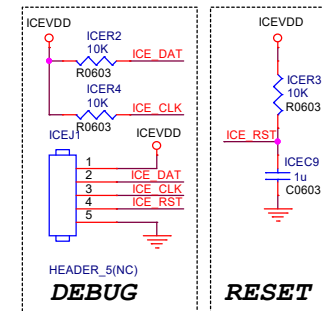 ICEVDD
ICER2
10K
R0603
ICE_DAT
ICER4
10K
R0603
ICE_CLK
ICEJ1
ICEVDD
1
2
3
4
5
ICE_DAT
ICE_CLK
ICE_RST
HEADER_5(NC)
DEBUG
ICEVDD
ICER3
10K
R0603
ICE_RST
ICEC9
1u
C0603
RESET